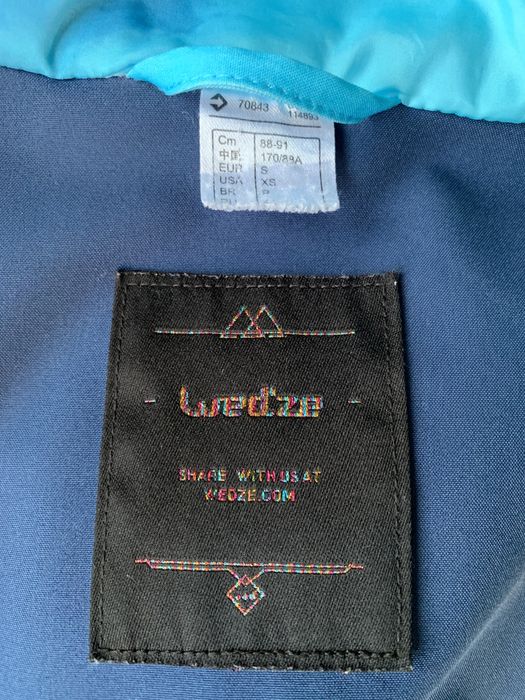 70843
114893
Cm 88-91
中国 170/88A
EUR S
USA XS
BR P
Wed'ze
SHARE WITH US AT
WEDZE.COM